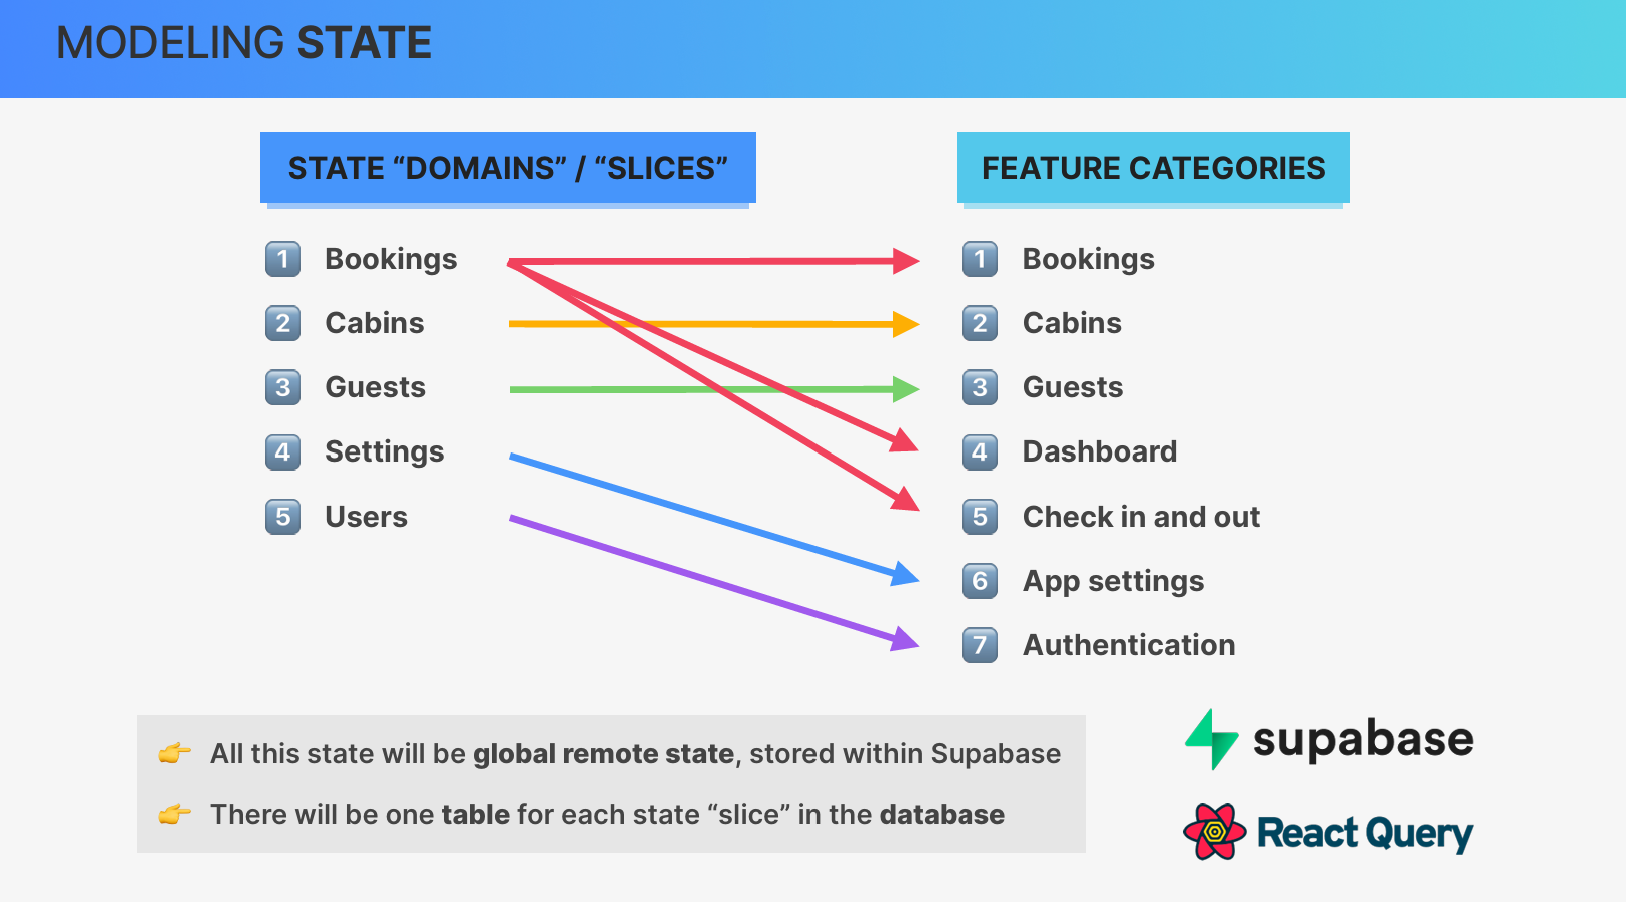 MODELING STATE
STATE “DOMAINS” / “SLICES”
1 Bookings
2 Cabins
3 Guests
4 Settings
5 Users
FEATURE CATEGORIES
1 Bookings
2 Cabins
3 Guests
4 Dashboard
5 Check in and out
6 App settings
7 Authentication
👉 All this state will be global remote state, stored within Supabase
👉 There will be one table for each state “slice” in the database
supabase
React Query